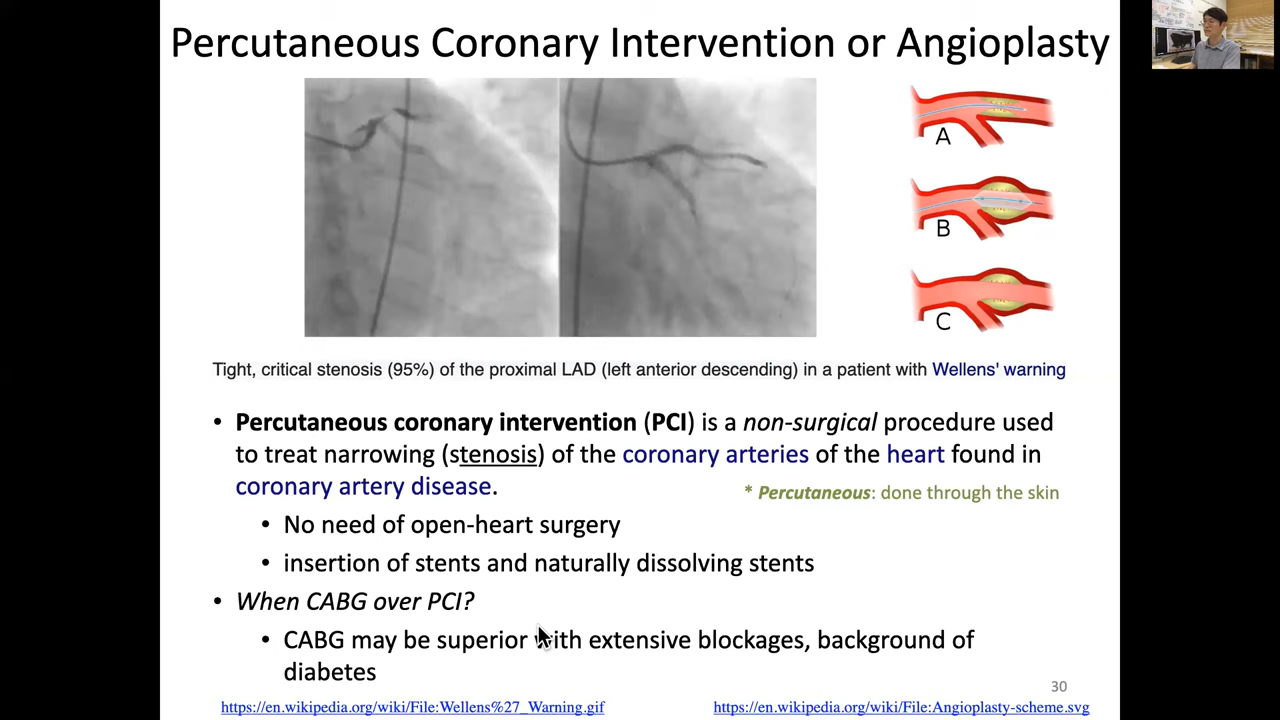 Percutaneous Coronary Intervention or Angioplasty
A
B
C
Tight, critical stenosis (95%) of the proximal LAD (left anterior descending) in a patient with Wellens' warning
• Percutaneous coronary intervention (PCI) is a non-surgical procedure used
to treat narrowing (stenosis) of the coronary arteries of the heart found in
coronary artery disease.
* Percutaneous: done through the skin
• No need of open-heart surgery
• insertion of stents and naturally dissolving stents
• When CABG over PCI?
• CABG may be superior with extensive blockages, background of
diabetes
30
https://en.wikipedia.org/wiki/File:Wellens%27_Warning.gif
https://en.wikipedia.org/wiki/File:Angioplasty-scheme.svg